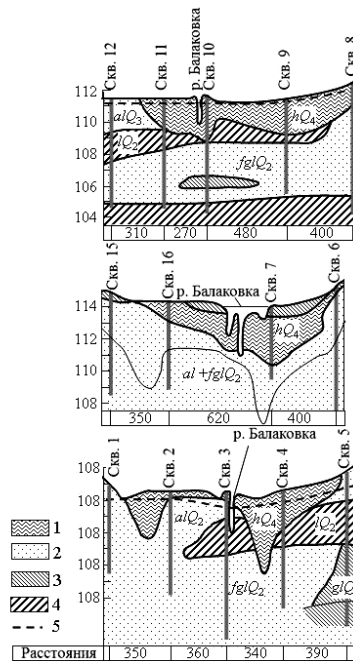 Скв. 12
Скв. 11
р. Балаковка
Скв. 10
Скв. 9
Скв. 8
112
110
108
106
104
alQ3
lQ2
hQ4
fglQ2
310 270 480 400
Скв. 15
Скв. 16
р. Балаковка
Скв. 7
Скв. 6
114
112
110
108
hQ4
al+fglQ2
350 620 400
р. Балаковка
Скв. 1
Скв. 2
Скв. 3
Скв. 4
Скв. 5
108
108
108
108
108
alQ2
hQ4
lQ2
fglQ2
glQ
1
2
3
4
5
Расстояния 350 360 340 390